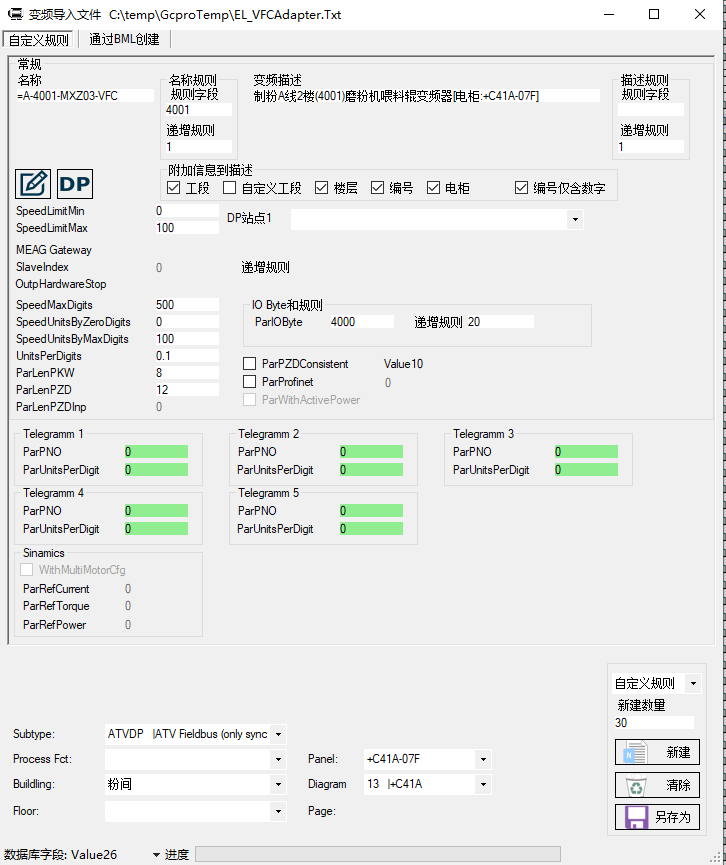 变频导入文件 C:\temp\GcproTemp\EL_VFCAdapter.Txt
自定义规则 通过BML创建
常规
名称
=A-4001-MXZ03-VFC
名称规则
规则字段
4001
递增规则
1
变频描述
制粉A线2楼(4001)磨粉机喂料辊变频器[电柜:+C41A-07F]
描述规则
规则字段
递增规则
1
DP
附加信息到描述
工段 自定义工段 楼层 编号 电柜 编号仅含数字
SpeedLimitMin 0
SpeedLimitMax 100
DP站点1
MEAG Gateway
SlaveIndex 0 递增规则
OutpHardwareStop
SpeedMaxDigits 500
SpeedUnitsByZeroDigits 0
SpeedUnitsByMaxDigits 100
UnitsPerDigits 0.1
ParLenPKW 8
ParLenPZD 12
ParLenPZDInp 0
IO Byte和规则
ParIOByte 4000 递增规则 20
ParPZDConsistent Value10
ParProfinet 0
ParWithActivePower
Telegramm 1
ParPNO 0
ParUnitsPerDigit 0
Telegramm 2
ParPNO 0
ParUnitsPerDigit 0
Telegramm 3
ParPNO 0
ParUnitsPerDigit 0
Telegramm 4
ParPNO 0
ParUnitsPerDigit 0
Telegramm 5
ParPNO 0
ParUnitsPerDigit 0
Sinamics
WithMultiMotorCfg
ParRefCurrent 0
ParRefTorque 0
ParRefPower 0
自定义规则
新建数量
30
新建
清除
另存为
Subtype: ATVDP |ATV Fieldbus (only sync
Process Fct: Panel: +C41A-07F
Buildling: 粉间 Diagram 13 |+C41A
Floor: Page:
数据库字段: Value26 进度